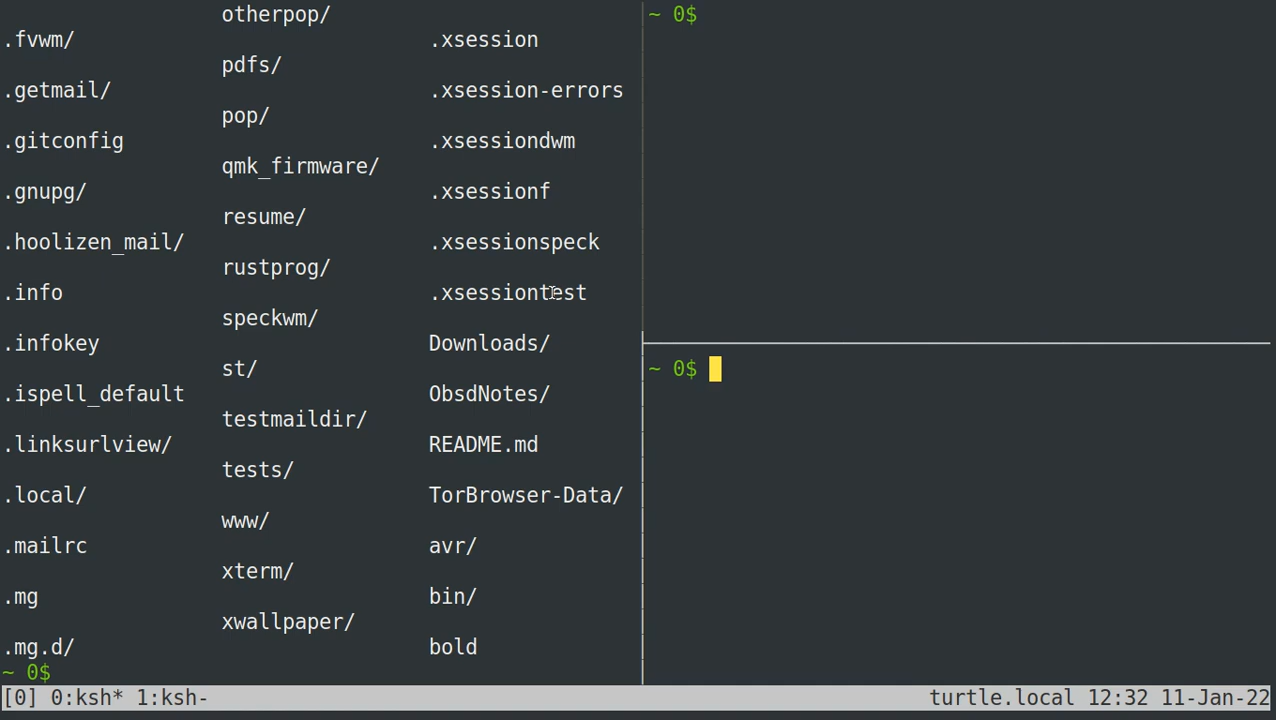 otherpop/
.fvwm/ .xsession
pdfs/
.getmail/ .xsession-errors
pop/
.gitconfig .xsessiondwm
qmk_firmware/
.gnupg/ .xsessionf
resume/
.hoolizen_mail/ .xsessionspeck
rustprog/
.info .xsessiontest
speckwm/
.infokey Downloads/
st/
.ispell_default ObsdNotes/
testmaildir/
.linksurlview/ README.md
tests/
.local/ TorBrowser-Data/
www/
.mailrc avr/
xterm/
.mg bin/
xwallpaper/
.mg.d/ bold
~ 0$
~ 0$
~ 0$
[0] 0:ksh* 1:ksh- turtle.local 12:32 11-Jan-22